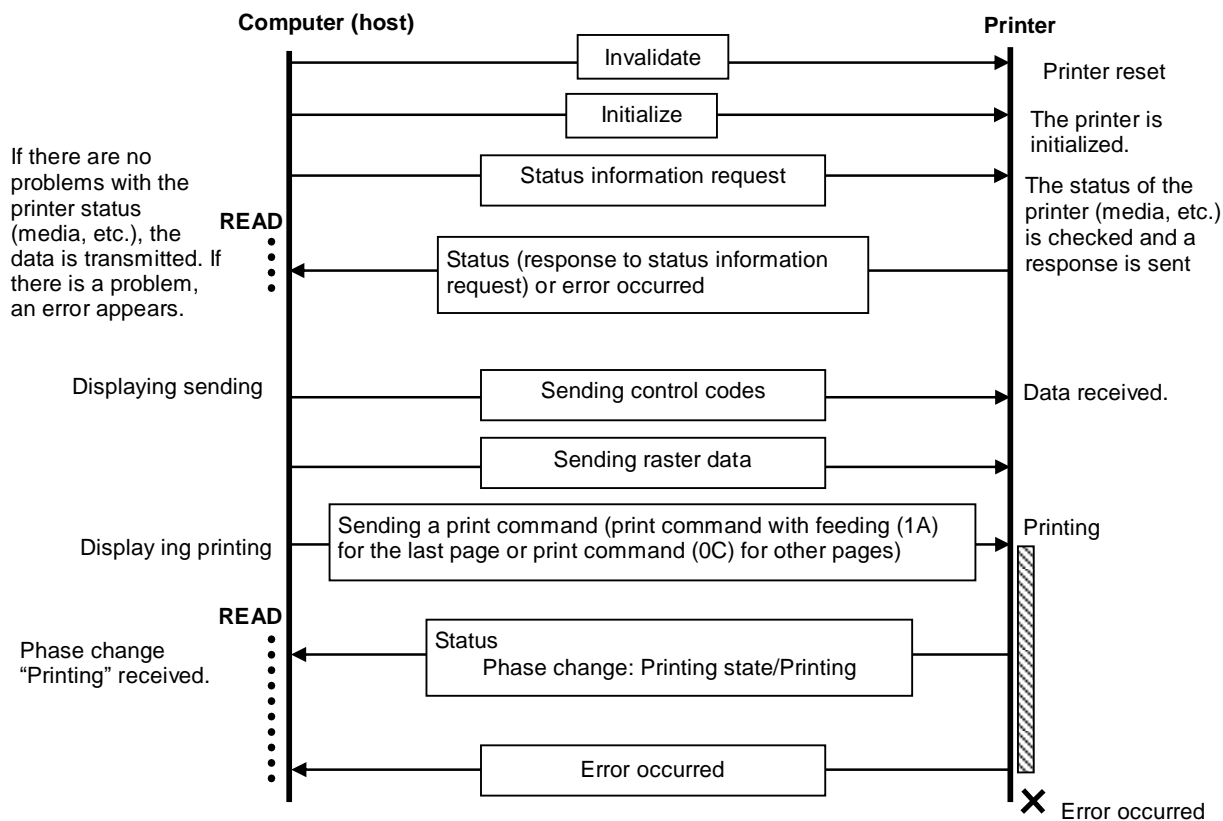 Computer (host)
Printer
Invalidate
Printer reset
Initialize
The printer is
initialized.
If there are no
problems with the
printer status
(media, etc.), the
data is transmitted. If
there is a problem,
an error appears.
Status information request
The status of the
printer (media, etc.)
is checked and a
response is sent
READ
Status (response to status information
request) or error occurred
Displaying sending
Sending control codes
Data received.
Sending raster data
Display ing printing
Sending a print command (print command with feeding (1A)
for the last page or print command (0C) for other pages)
Printing
READ
Phase change
“Printing” received.
Status
Phase change: Printing state/Printing
Error occurred
Error occurred